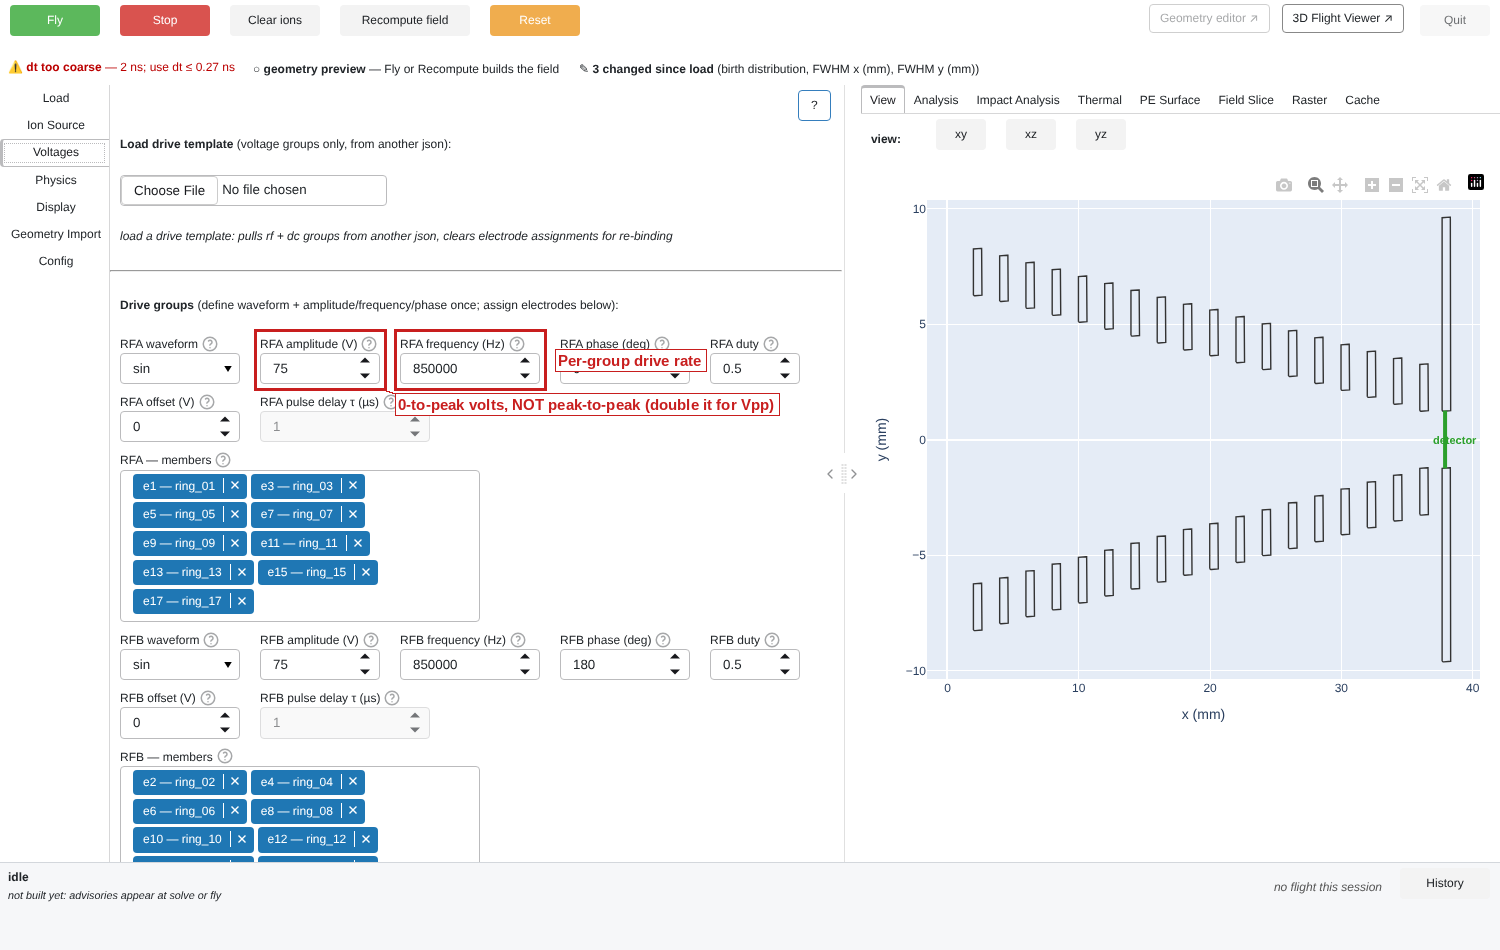 Fly
Stop
Clear ions
Recompute field
Reset
Geometry editor ↗
3D Flight Viewer ↗
Quit
⚠ dt too coarse — 2 ns; use dt ≤ 0.27 ns
○ geometry preview — Fly or Recompute builds the field
✎ 3 changed since load (birth distribution, FWHM x (mm), FWHM y (mm))
Load
Ion Source
Voltages
Physics
Display
Geometry Import
Config
?
Load drive template (voltage groups only, from another json):
Choose File No file chosen
load a drive template: pulls rf + dc groups from another json, clears electrode assignments for re-binding
Drive groups (define waveform + amplitude/frequency/phase once; assign electrodes below):
RFA waveform ? RFA amplitude (V) ? RFA frequency (Hz) ? RFA phase (deg) ? RFA duty ?
sin 75 850000 0.5
Per-group drive rate
RFA offset (V) ? RFA pulse delay τ (µs) ?
0-to-peak volts, NOT peak-to-peak (double it for Vpp)
0 1
RFA — members ?
e1 — ring_01 × e3 — ring_03 ×
e5 — ring_05 × e7 — ring_07 ×
e9 — ring_09 × e11 — ring_11 ×
e13 — ring_13 × e15 — ring_15 ×
e17 — ring_17 ×
RFB waveform ? RFB amplitude (V) ? RFB frequency (Hz) ? RFB phase (deg) ? RFB duty ?
sin 75 850000 180 0.5
RFB offset (V) ? RFB pulse delay τ (µs) ?
0 1
RFB — members ?
e2 — ring_02 × e4 — ring_04 ×
e6 — ring_06 × e8 — ring_08 ×
e10 — ring_10 × e12 — ring_12 ×
View Analysis Impact Analysis Thermal PE Surface Field Slice Raster Cache
view: xy xz yz
10
5
0
−5
−10
y (mm)
detector
0 10 20 30 40
x (mm)
idle
not built yet: advisories appear at solve or fly
no flight this session
History